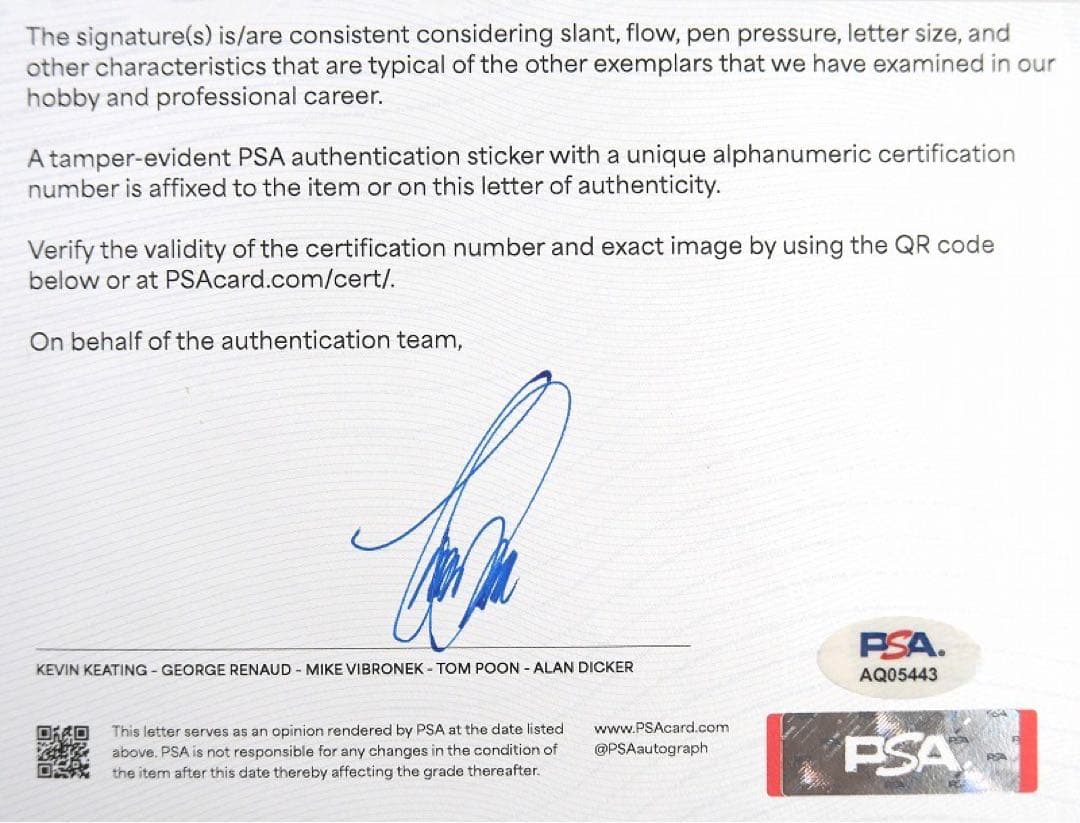 The signature(s) is/are consistent considering slant, flow, pen pressure, letter size, and
other characteristics that are typical of the other exemplars that we have examined in our
hobby and professional career.
A tamper-evident PSA authentication sticker with a unique alphanumeric certification
number is affixed to the item or on this letter of authenticity.
Verify the validity of the certification number and exact image by using the QR code
below or at PSAcard.com/cert/.
On behalf of the authentication team,
KEVIN KEATING - GEORGE RENAUD - MIKE VIBRONEK - TOM POON - ALAN DICKER
This letter serves as an opinion rendered by PSA at the date listed
above. PSA is not responsible for any changes in the condition of
the item after this date thereby affecting the grade thereafter.
www.PSAcard.com
@PSAautograph
PSA.
AQ05443
PSA.